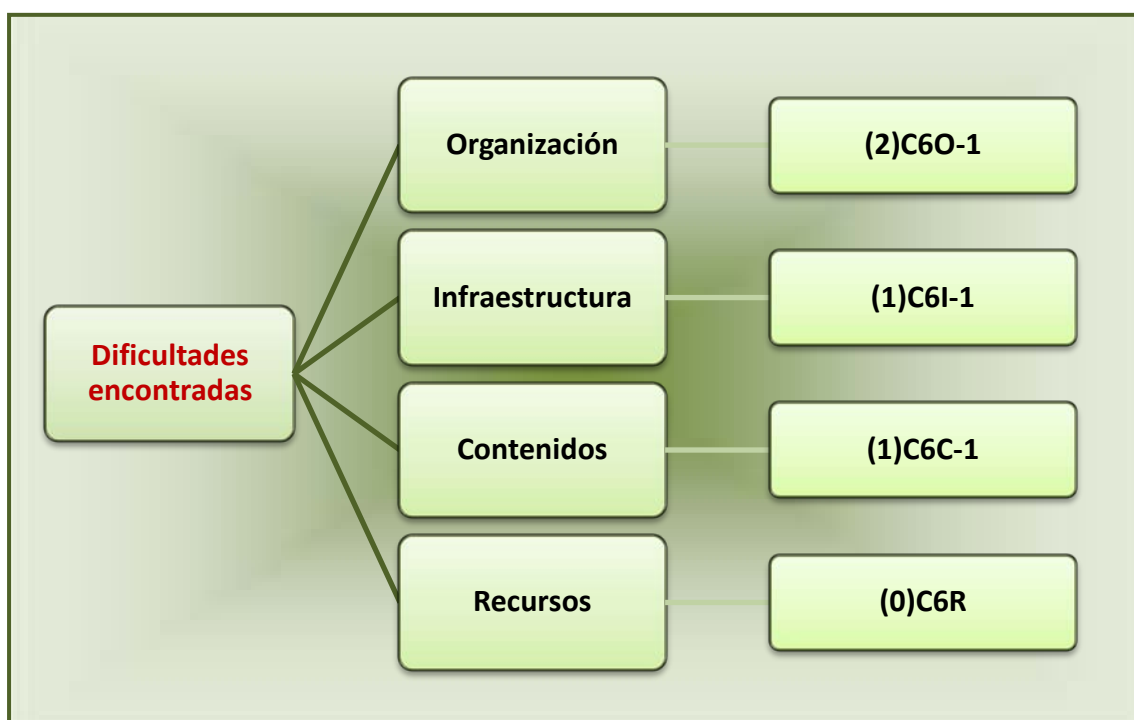 Dificultades
encontradas
Organización
(2)C6O-1
Infraestructura
(1)C6I-1
Contenidos
(1)C6C-1
Recursos
(0)C6R